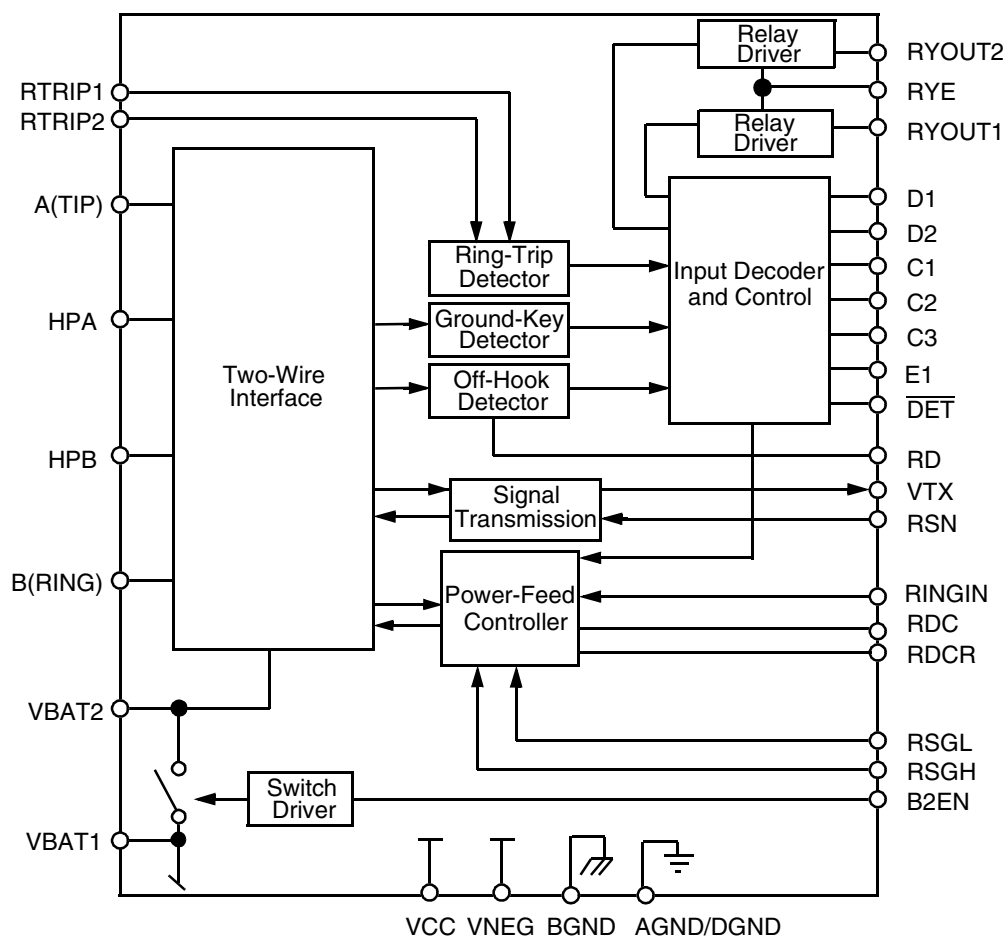 Relay
Driver
RYOUT2
RTRIP1
RYE
RTRIP2
Relay
Driver
RYOUT1
A(TIP)
D1
D2
Ring-Trip
Detector
Input Decoder
and Control
C1
C2
HPA
Ground-Key
Detector
C3
Two-Wire
Interface
Off-Hook
Detector
E1
DET
HPB
RD
Signal
Transmission
VTX
RSN
B(RING)
Power-Feed
Controller
RINGIN
RDC
RDCR
VBAT2
RSGL
RSGH
Switch
Driver
B2EN
VBAT1
VCC VNEG BGND AGND/DGND